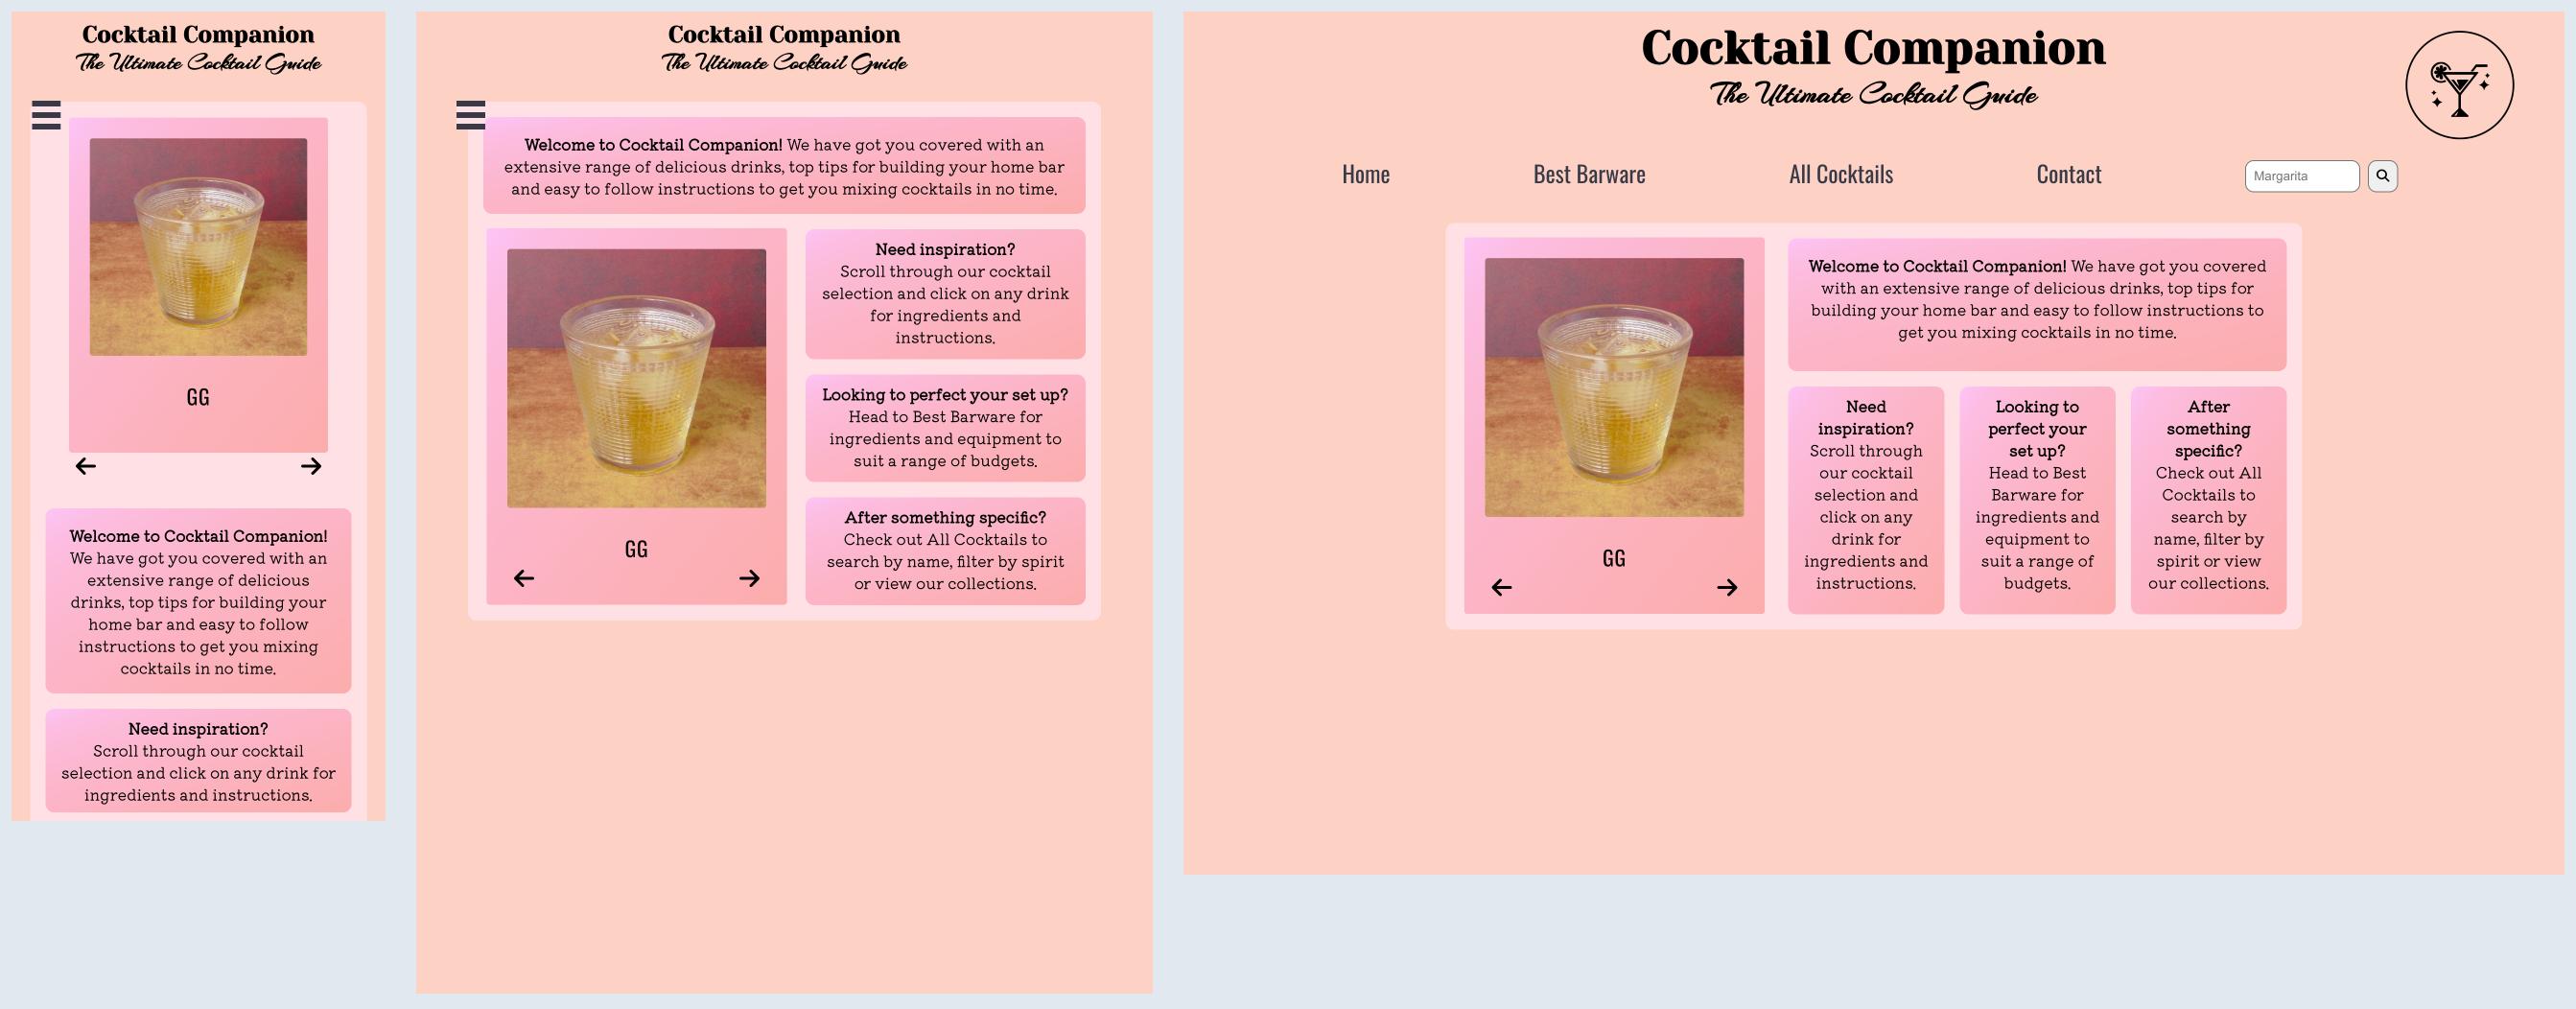 Cocktail Companion
The Ultimate Cocktail Guide
GG
Welcome to Cocktail Companion!
We have got you covered with an
extensive range of delicious
drinks, top tips for building your
home bar and easy to follow
instructions to get you mixing
cocktails in no time.
Need inspiration?
Scroll through our cocktail
selection and click on any drink for
ingredients and instructions.
Cocktail Companion
The Ultimate Cocktail Guide
Welcome to Cocktail Companion! We have got you covered with an
extensive range of delicious drinks, top tips for building your home bar
and easy to follow instructions to get you mixing cocktails in no time.
GG
Need inspiration?
Scroll through our cocktail
selection and click on any drink
for ingredients and
instructions.
Looking to perfect your set up?
Head to Best Barware for
ingredients and equipment to
suit a range of budgets.
After something specific?
Check out All Cocktails to
search by name, filter by spirit
or view our collections.
Cocktail Companion
The Ultimate Cocktail Guide
Home Best Barware All Cocktails Contact Margarita
GG
Welcome to Cocktail Companion! We have got you covered
with an extensive range of delicious drinks, top tips for
building your home bar and easy to follow instructions to
get you mixing cocktails in no time.
Need
inspiration?
Scroll through
our cocktail
selection and
click on any
drink for
ingredients and
instructions.
Looking to
perfect your
set up?
Head to Best
Barware for
ingredients and
equipment to
suit a range of
budgets.
After
something
specific?
Check out All
Cocktails to
search by
name, filter by
spirit or view
our collections.